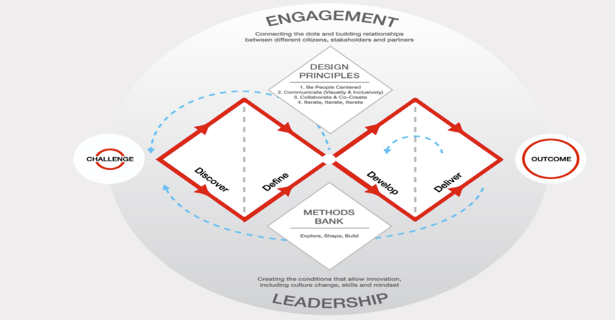 ENGAGEMENT
Connecting the dots and building relationships
between different citizens, stakeholders and partners
DESIGN
PRINCIPLES
1. Be People Centered
2. Communicate (Visually & Inclusively)
3. Collaborate & Co-Create
4. Iterate, Iterate, Iterate
CHALLENGE
Discover
Define
Develop
Deliver
OUTCOME
METHODS
BANK
Explore, Shape, Build
Creating the conditions that allow innovation,
including culture change, skills and mindset
LEADERSHIP